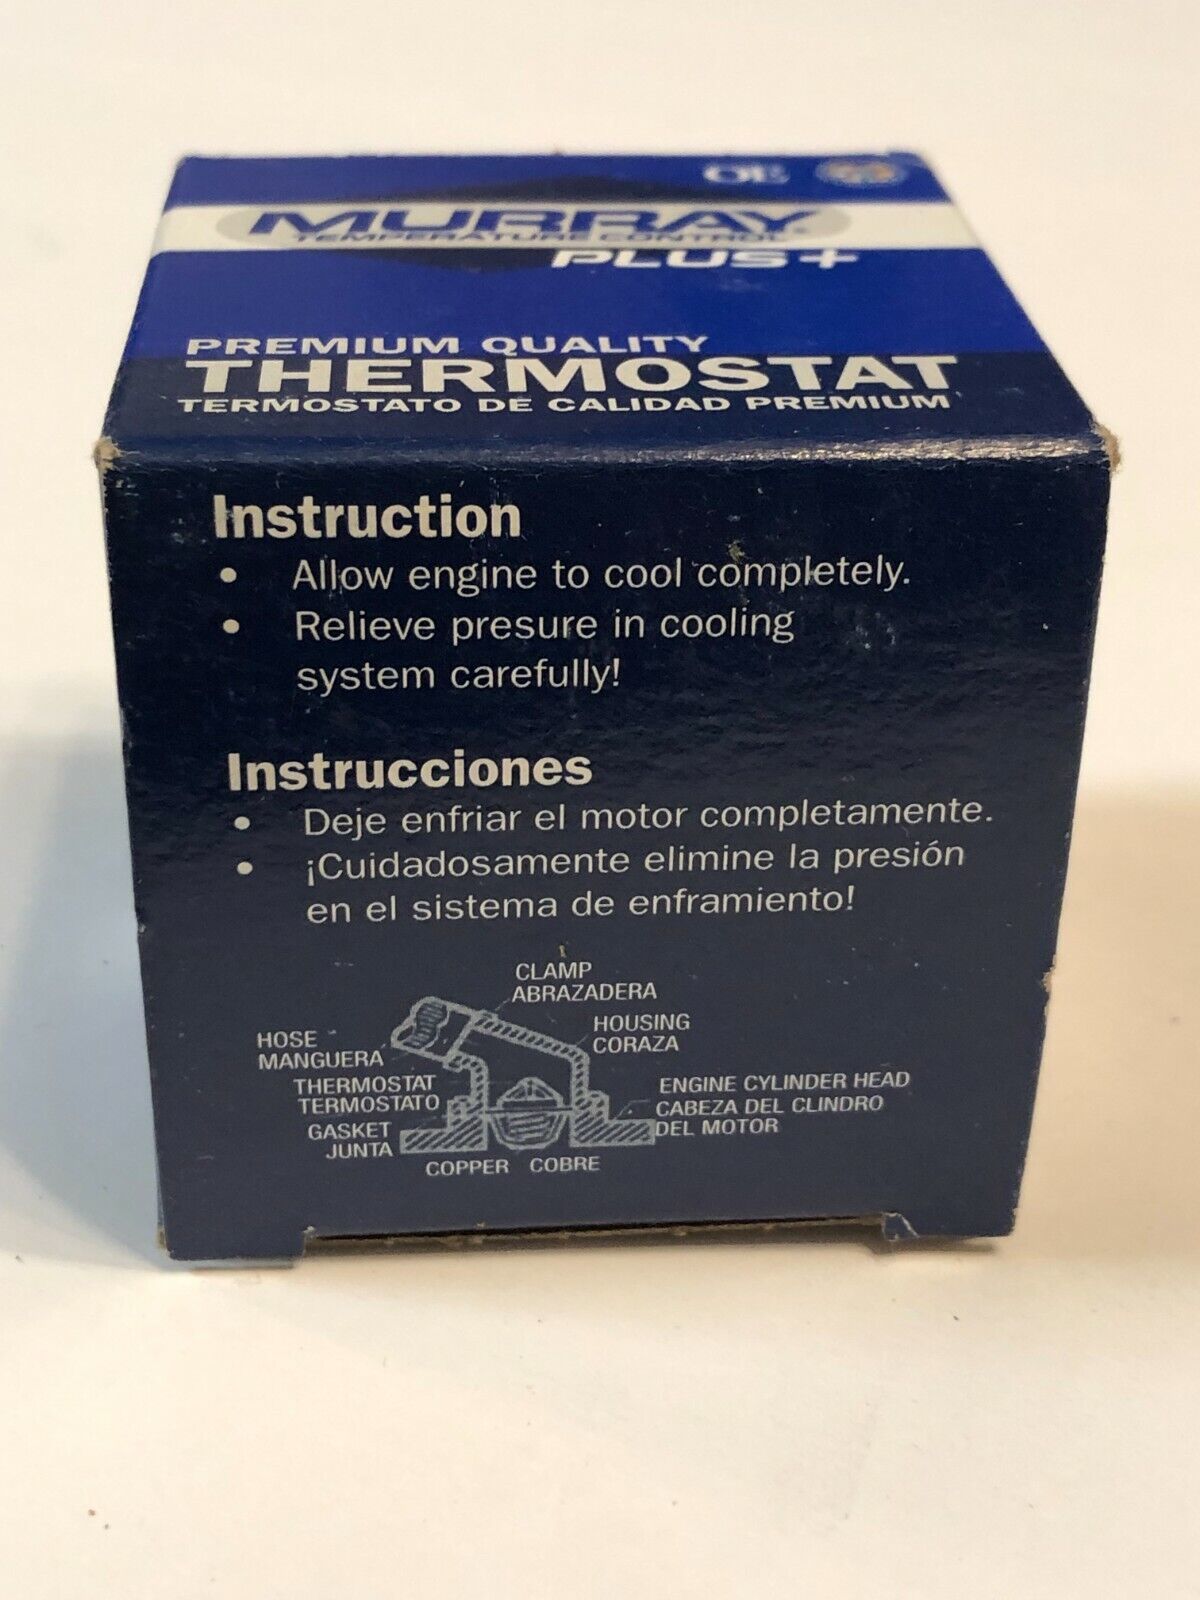 OE
MURRAY®
TEMPERATURE CONTROL
PLUS+
PREMIUM QUALITY
THERMOSTAT
TERMOSTATO DE CALIDAD PREMIUM
Instruction
• Allow engine to cool completely.
• Relieve presure in cooling
system carefully!
Instrucciones
• Deje enfriar el motor completamente.
• ¡Cuidadosamente elimine la presión
en el sistema de enframiento!
CLAMP
ABRAZADERA
HOUSING
CORAZA
HOSE
MANGUERA
THERMOSTAT
TERMOSTATO
ENGINE CYLINDER HEAD
CABEZA DEL CLINDRO
DEL MOTOR
GASKET
JUNTA
COPPER COBRE